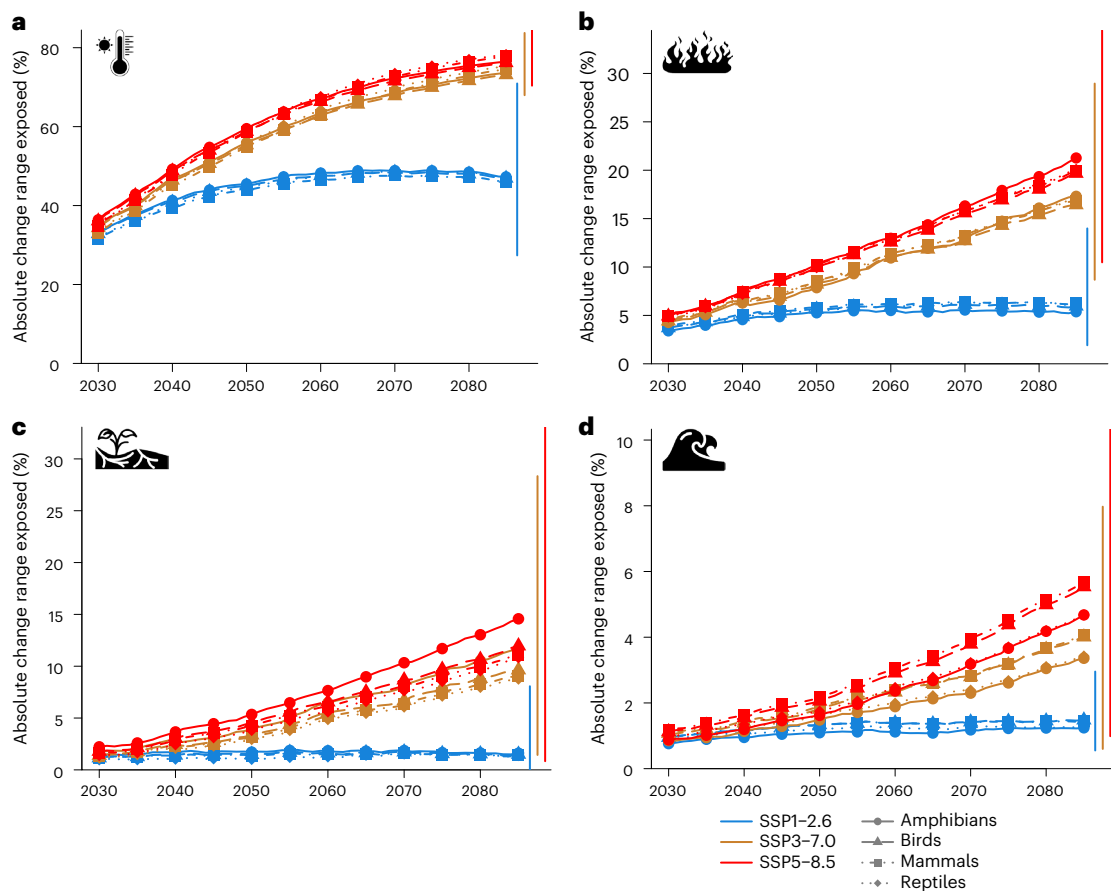 a
Absolute change range exposed (%)
80
60
40
20
0
2030 2040 2050 2060 2070 2080
b
Absolute change range exposed (%)
30
25
20
15
10
5
0
2030 2040 2050 2060 2070 2080
c
Absolute change range exposed (%)
30
25
20
15
10
5
0
2030 2040 2050 2060 2070 2080
d
Absolute change range exposed (%)
10
8
6
4
2
0
2030 2040 2050 2060 2070 2080
SSP1–2.6
SSP3–7.0
SSP5–8.5
Amphibians
Birds
Mammals
Reptiles